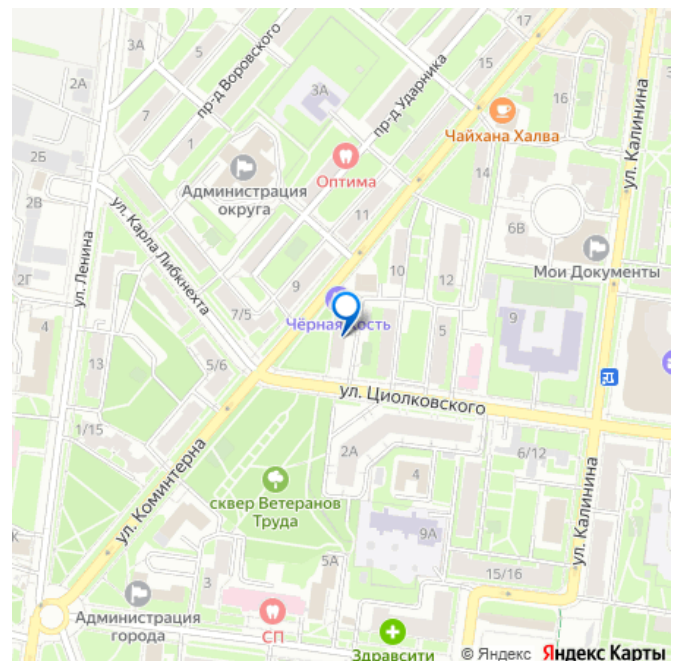 3А
5
пр-д Воровского
2А
7
1
3А
пр-д Ударника
15
16
ул. Калинина
Чайхана Халва
Оптима
Администрация
округа
14
2Б
2В
ул. Карла Либкнехта
ул. Ленина
11
6В
Мои Документы
2Г
9
10
12
7/5
Чёрная Кость
5
9
4
13
5/6
ул. Циолковского
1/15
ул. Коминтерна
2А
4
6/12
сквер Ветеранов
Труда
ул. Калинина
9А
К
3
5А
15/16
Администрация
города
СП
Здравсити
© Яндекс Яндекс Карты